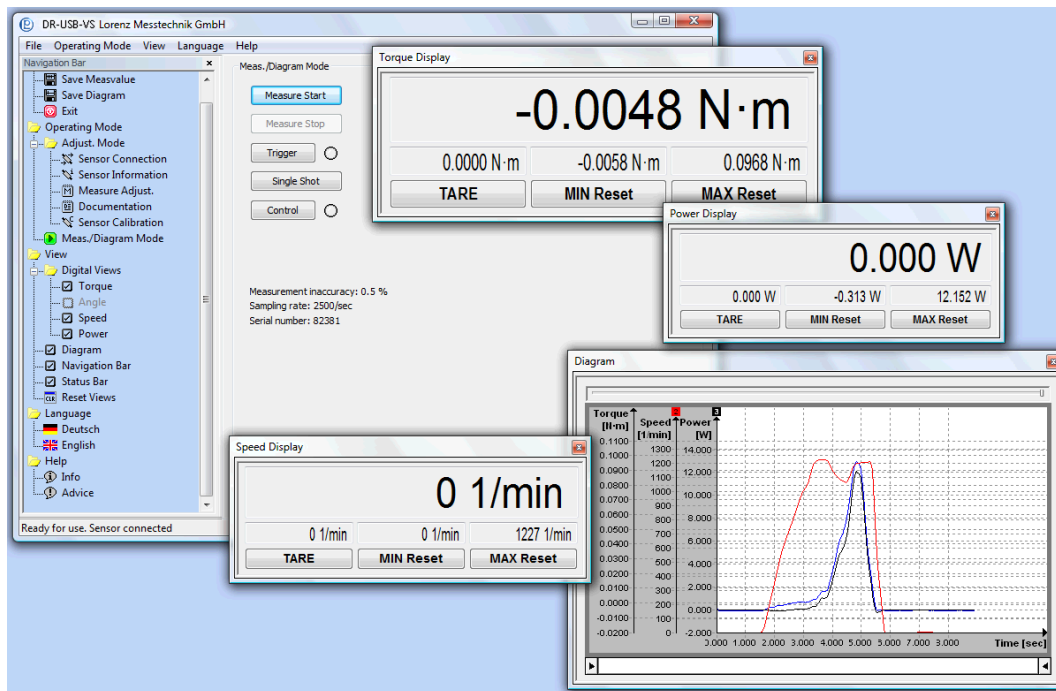 DR-USB-VS Lorenz Messtechnik GmbH
File Operating Mode View Language Help
Navigation Bar
Save Measvalue
Save Diagram
Exit
Operating Mode
Adjust. Mode
Sensor Connection
Sensor Information
Measure Adjust.
Documentation
Sensor Calibration
Meas./Diagram Mode
View
Digital Views
Torque
Angle
Speed
Power
Diagram
Navigation Bar
Status Bar
CLR Reset Views
Language
Deutsch
English
Help
Info
Advice
Ready for use. Sensor connected
Meas./Diagram Mode
Measure Start
Measure Stop
Trigger
Single Shot
Control
Measurement inaccuracy: 0.5 %
Sampling rate: 2500/sec
Serial number: 82381
Torque Display
-0.0048 N·m
0.0000 N·m -0.0058 N·m 0.0968 N·m
TARE MIN Reset MAX Reset
Power Display
0.000 W
0.000 W -0.313 W 12.152 W
TARE MIN Reset MAX Reset
Speed Display
0 1/min
0 1/min 0 1/min 1227 1/min
TARE MIN Reset MAX Reset
Diagram
Torque [N·m]
0.1100
0.1000
0.0900
0.0800
0.0700
0.0600
0.0500
0.0400
0.0300
0.0200
0.0100
0.0000
-0.0100
-0.0200
Speed [1/min]
1300
1200
1100
1000
900
800
700
600
500
400
300
200
100
0
3
Power [W]
14.000
12.000
10.000
8.000
6.000
4.000
2.000
0.000
-2.000
0.000 1.000 2.000 3.000 4.000 5.000 6.000 7.000 3.000
Time [sec]